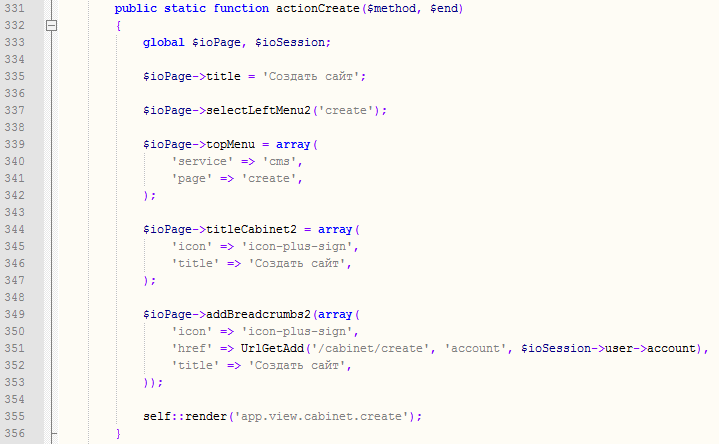 331 public static function actionCreate($method, $end)
332 {
333 global $ioPage, $ioSession;
334
335 $ioPage->title = 'Создать сайт';
336
337 $ioPage->selectLeftMenu2('create');
338
339 $ioPage->topMenu = array(
340 'service' => 'cms',
341 'page' => 'create',
342 );
343
344 $ioPage->titleCabinet2 = array(
345 'icon' => 'icon-plus-sign',
346 'title' => 'Создать сайт',
347 );
348
349 $ioPage->addBreadcrumbs2(array(
350 'icon' => 'icon-plus-sign',
351 'href' => UrlGetAdd('/cabinet/create', 'account', $ioSession->user->account),
352 'title' => 'Создать сайт',
353 ));
354
355 self::render('app.view.cabinet.create');
356 }